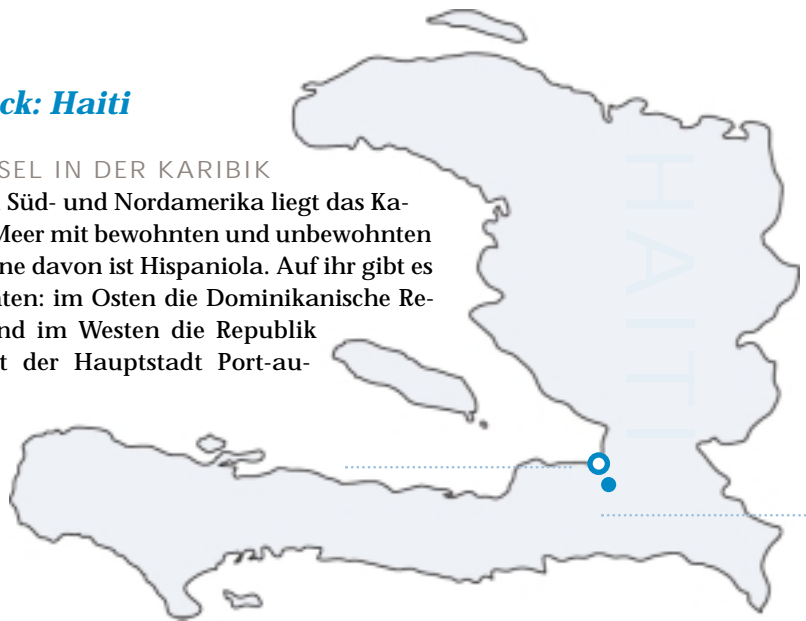 ck: Haiti
SEL IN DER KARIBIK
Süd- und Nordamerika liegt das Ka-
Meer mit bewohnten und unbewohnten
ne davon ist Hispaniola. Auf ihr gibt es
ten: im Osten die Dominikanische Re-
nd im Westen die Republik
t der Hauptstadt Port-au-
HAITI